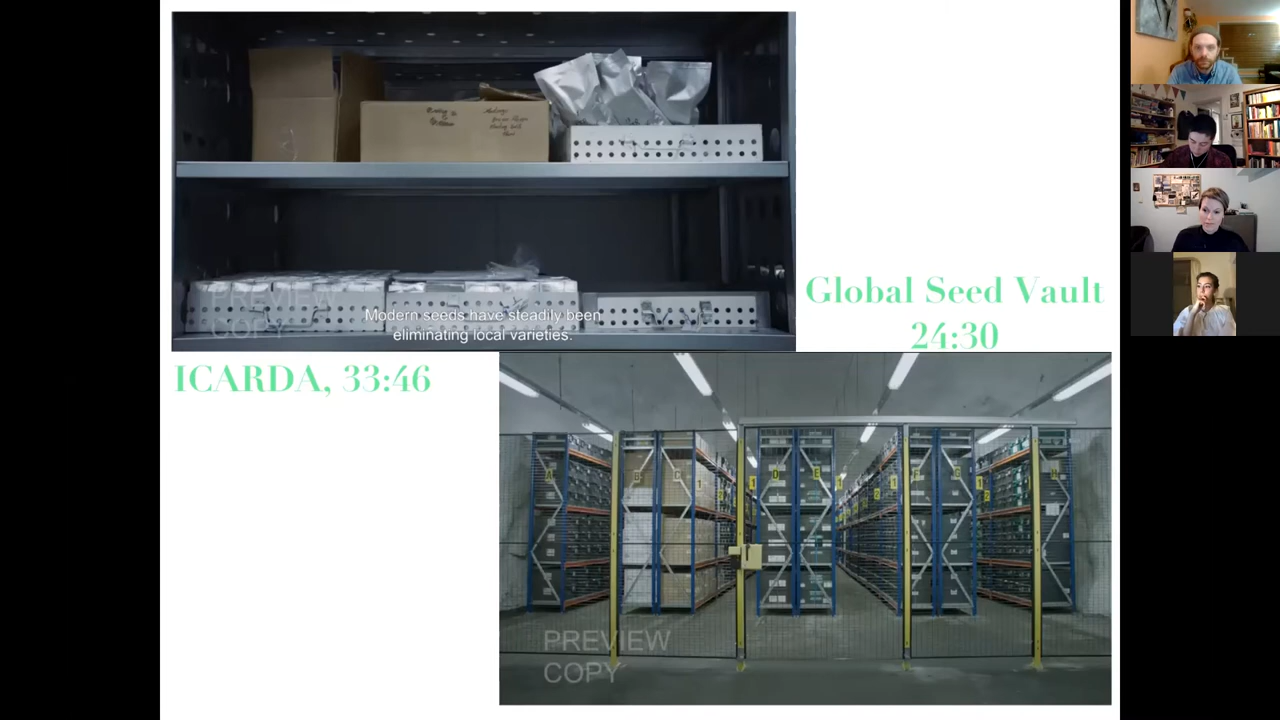 PREVIEW
COPY
Modern seeds have steadily been
eliminating local varieties.
Global Seed Vault
24:30
ICARDA, 33:46
PREVIEW
COPY